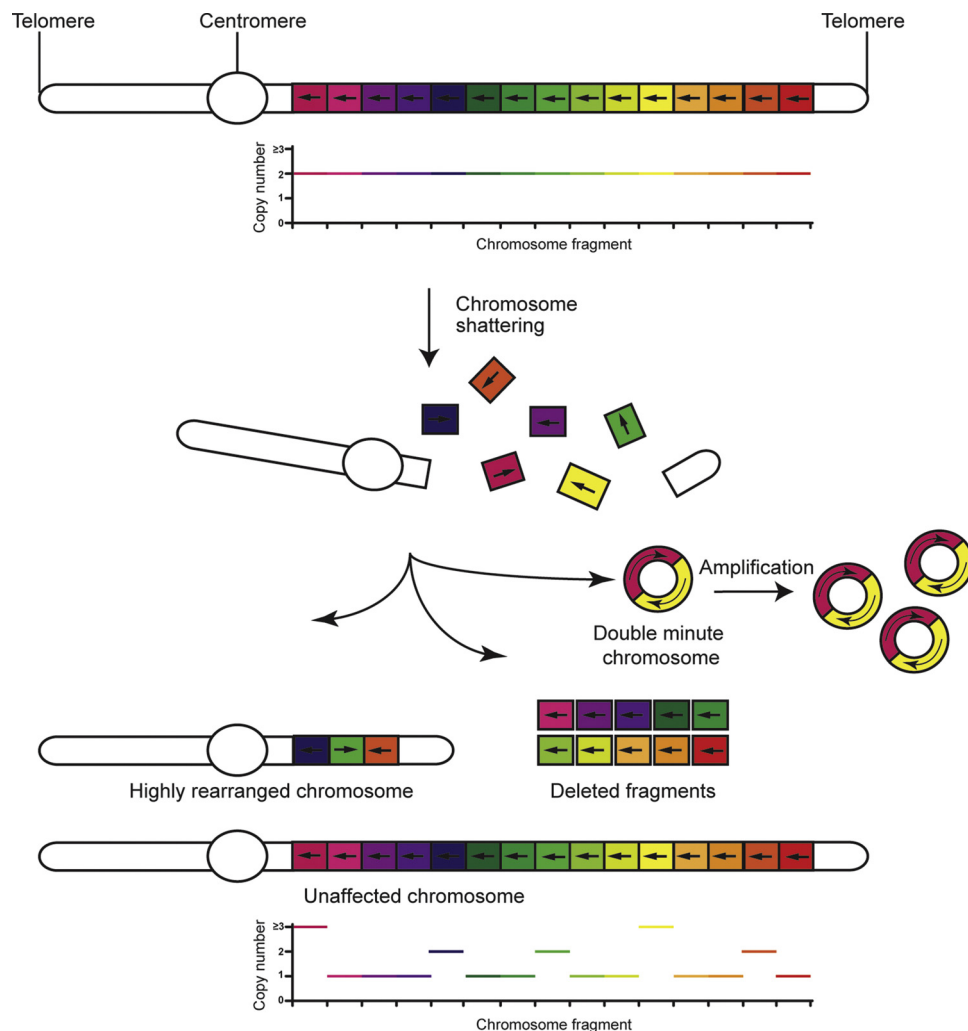 Telomere
Centromere
Telomere
≥3
2
1
0
Copy number
Chromosome fragment
Chromosome
shattering
Amplification
Double minute
chromosome
Highly rearranged chromosome
Deleted fragments
Unaffected chromosome
≥3
2
1
0
Copy number
Chromosome fragment